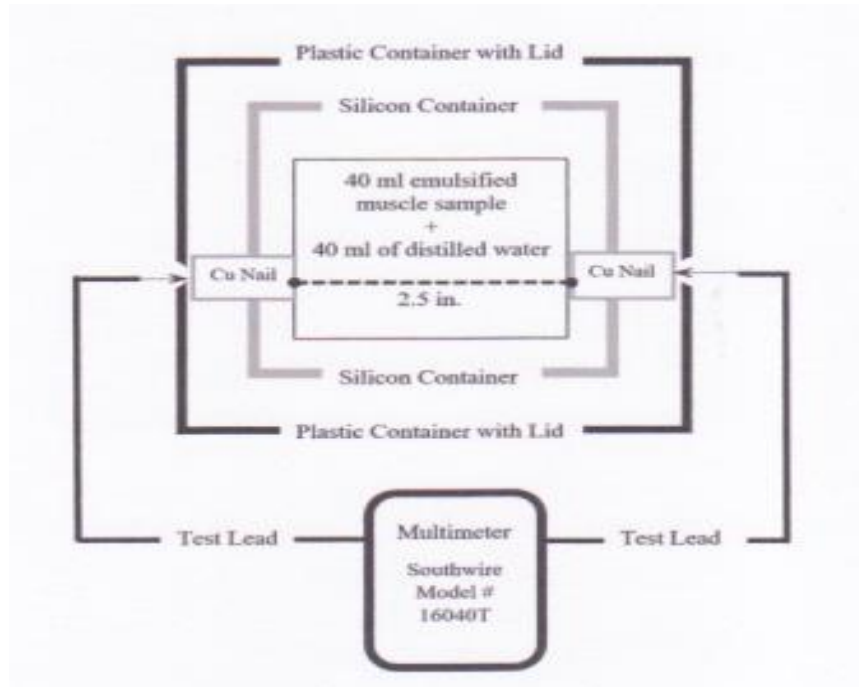 Plastic Container with Lid
Silicon Container
40 ml emulsified
muscle sample
+
40 ml of distilled water
Cu Nail
Cu Nail
2.5 in.
Silicon Container
Plastic Container with Lid
Test Lead
Multimeter
Test Lead
Southwire
Model #
16040T